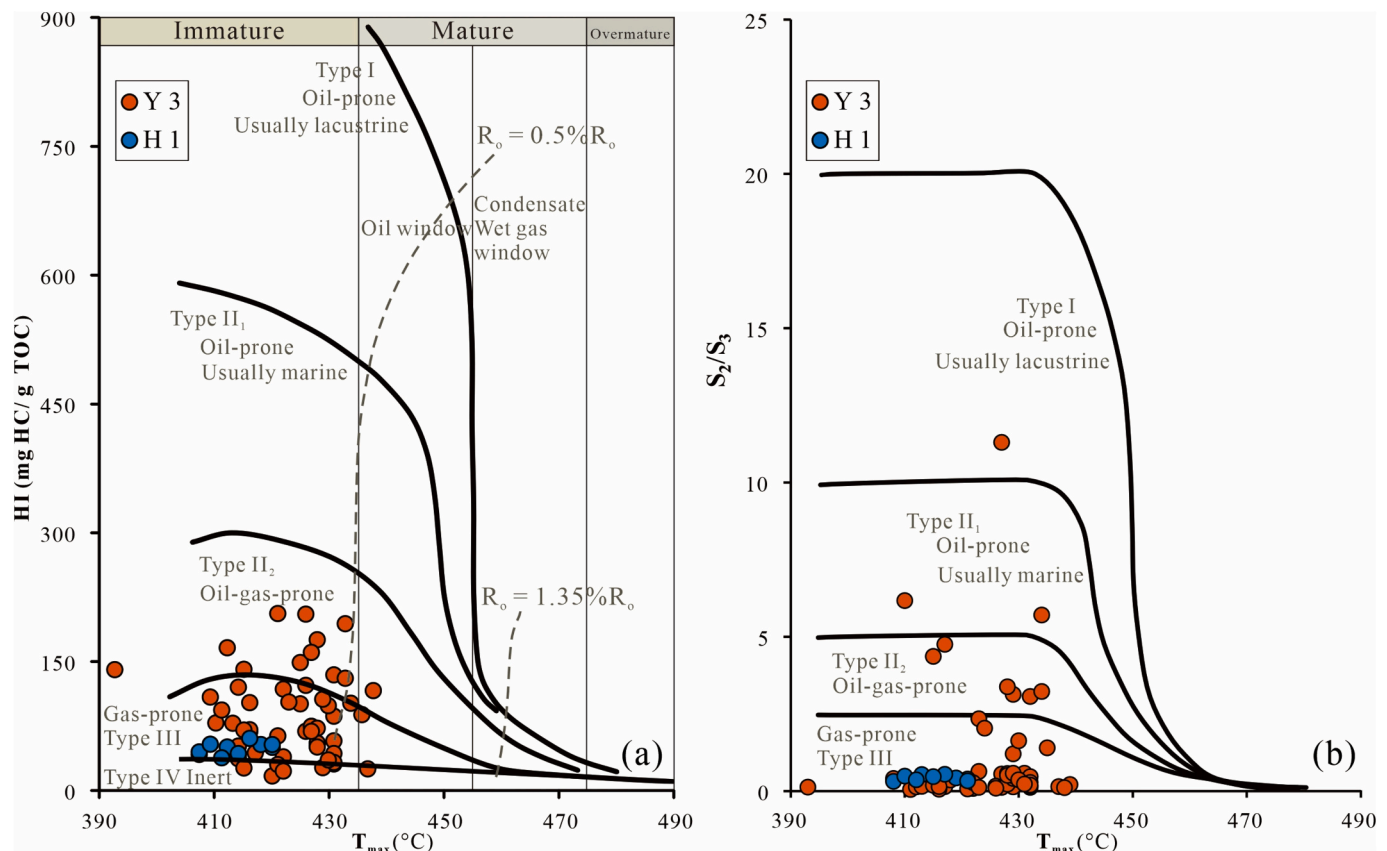 900
Immature
Mature
Overmature
Y 3
H 1
Type I
Oil-prone
Usually lacustrine
Rₒ = 0.5%Rₒ
750
Condensate
Oil window
Wet gas
window
600
Type II₁
Oil-prone
Usually marine
450
HI (mg HC/ g TOC)
300
Type II₂
Oil-gas-prone
Rₒ = 1.35%Rₒ
150
Gas-prone
Type III
Type IV Inert
(a)
0
390
410
430
450
470
490
Tmax (°C)
25
Y 3
H 1
20
Type I
Oil-prone
Usually lacustrine
15
S₂/S₃
10
Type II₁
Oil-prone
Usually marine
5
Type II₂
Oil-gas-prone
Gas-prone
Type III
(b)
0
390
410
430
450
470
490
Tmax (°C)